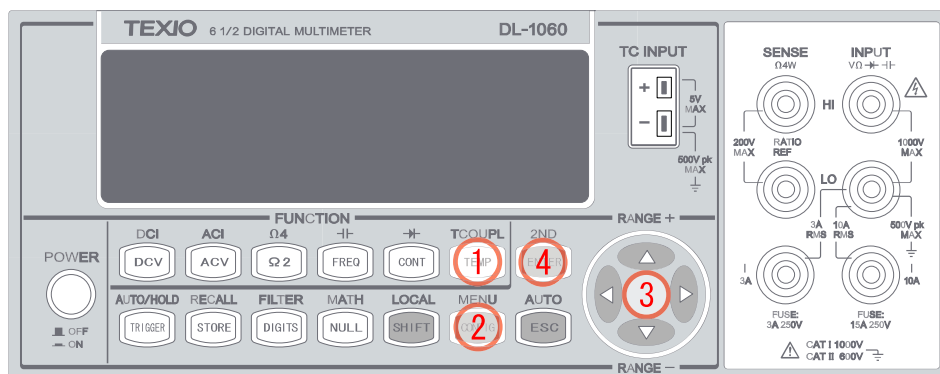 TEXIO 6 1/2 DIGITAL MULTIMETER DL-1060
TC INPUT
+
−
5V
MAX
500V pk
MAX
SENSE
Ω4W
INPUT
VΩ
HI
200V
MAX
RATIO
REF
1000V
MAX
LO
3A
RMS
10A
RMS
500V pk
MAX
3A
10A
FUSE:
3A 250V
FUSE:
15A 250V
CAT I 1000V
CAT II 600V
FUNCTION
RANGE +
POWER
OFF
ON
DCI ACI Ω4 TCOUPL 2ND
DCV ACV Ω2 FREQ CONT TEMP ENTER
1 4
AUTO/HOLD RECALL FILTER MATH LOCAL MENU AUTO
TRIGGER STORE DIGITS NULL SHIFT CONFIG ESC
2
3
RANGE −